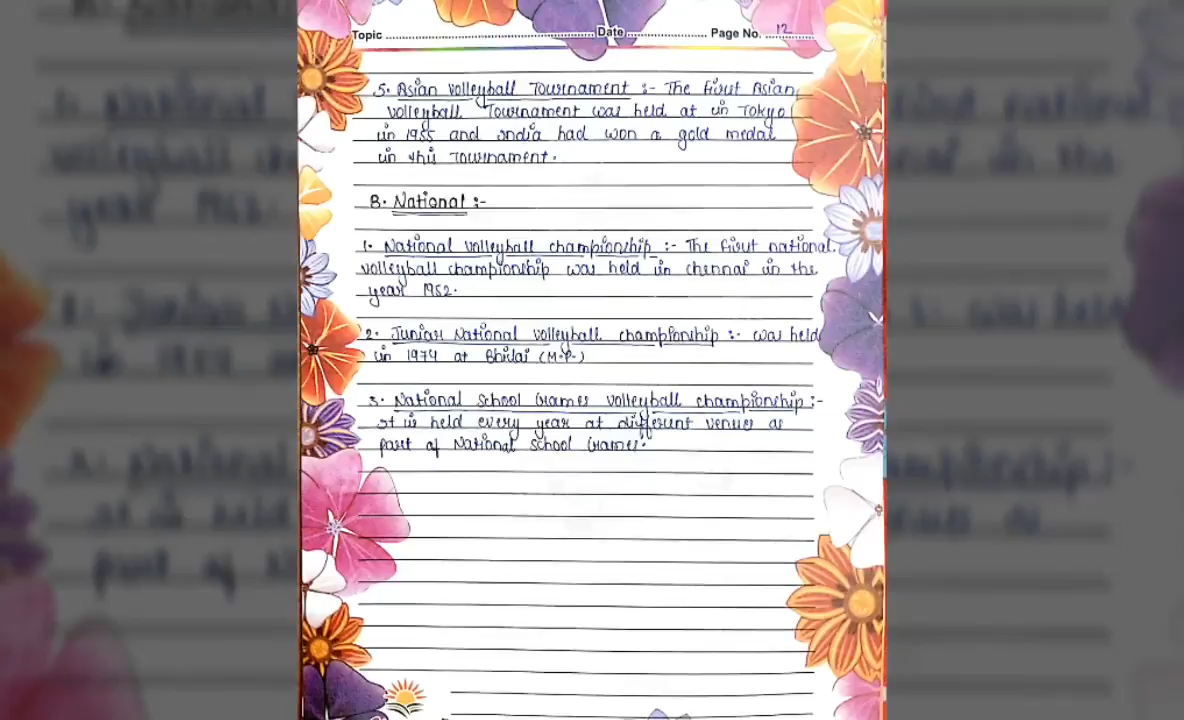 Topic Date Page No. 12
5. Asian volleyball Tournament :- The first Asian
volleyball Tournament was held at in Tokyo
in 1955 and India had won a gold medal
in this Tournament.
B. National :-
1. National volleyball championship :- The first national
volleyball championship was held in chennai in the
year 1952.
2. Junior National volleyball championship :- was held
in 1974 at Bhilai (M.P.)
3. National School Games volleyball championship :-
It is held every year at different venues as
part of National School Games.